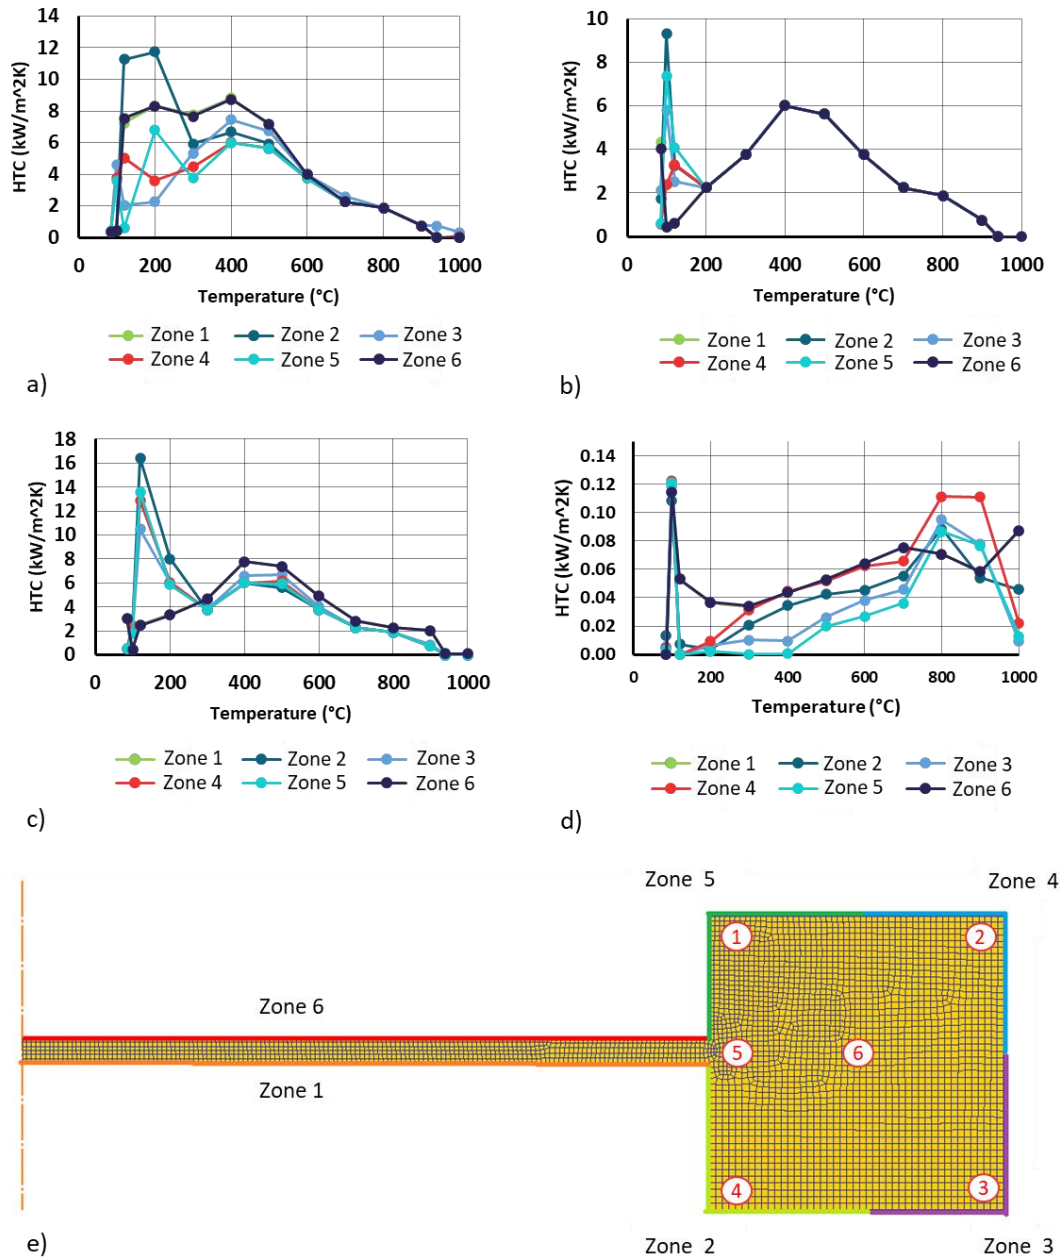 14
12
10
8
6
4
2
0
HTC (kW/m^2K)
0 200 400 600 800 1000
Temperature (°C)
Zone 1 Zone 2 Zone 3
Zone 4 Zone 5 Zone 6
a)
10
8
6
4
2
0
HTC (kW/m^2K)
0 200 400 600 800 1000
Temperature (°C)
Zone 1 Zone 2 Zone 3
Zone 4 Zone 5 Zone 6
b)
18
16
14
12
10
8
6
4
2
0
HTC (kW/m^2K)
0 200 400 600 800 1000
Temperature (°C)
Zone 1 Zone 2 Zone 3
Zone 4 Zone 5 Zone 6
c)
0.14
0.12
0.10
0.08
0.06
0.04
0.02
0.00
HTC (kW/m^2K)
0 200 400 600 800 1000
Temperature (°C)
Zone 1 Zone 2 Zone 3
Zone 4 Zone 5 Zone 6
d)
Zone 5 Zone 4
1 2
Zone 6
5 6
Zone 1
4 3
e) Zone 2 Zone 3